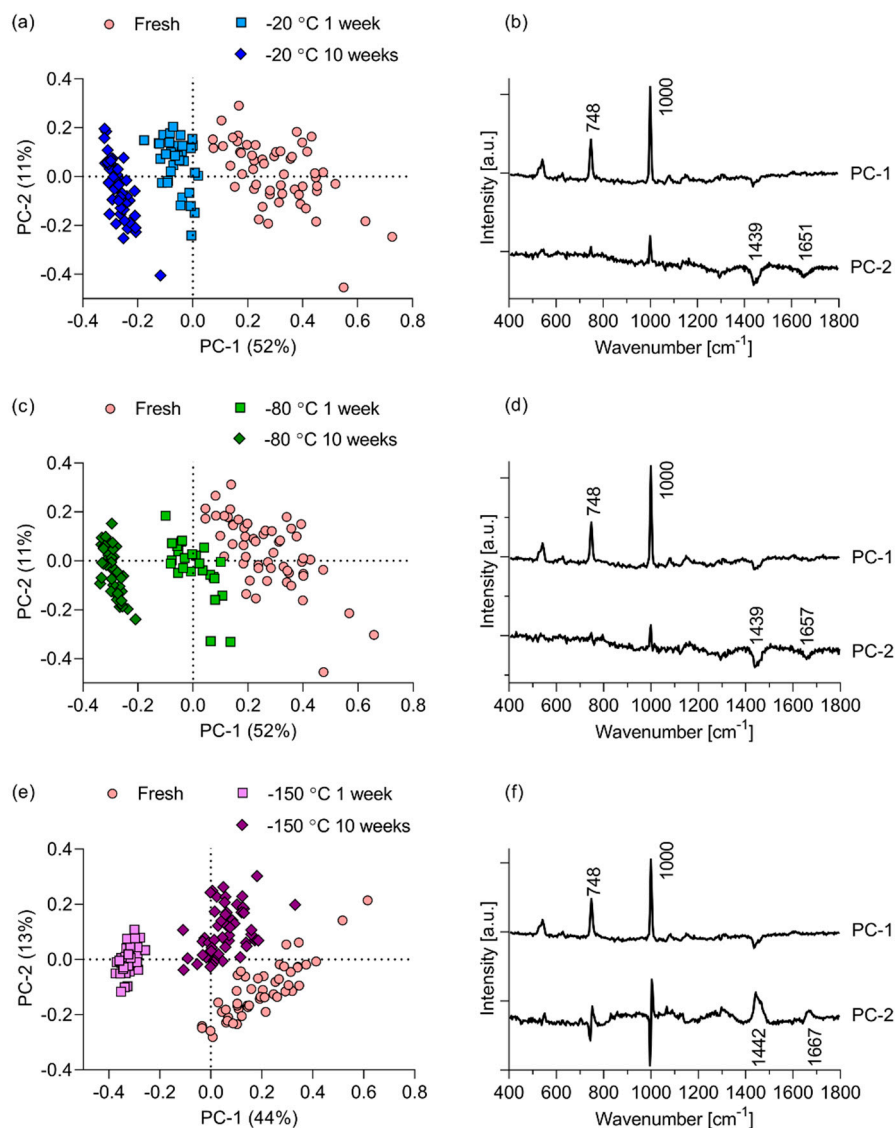 (a)
Fresh
-20 °C 1 week
-20 °C 10 weeks
0.4
0.2
0.0
-0.2
-0.4
PC-2 (11%)
-0.4 -0.2 0.0 0.2 0.4 0.6 0.8
PC-1 (52%)
(b)
748
1000
PC-1
1439
1651
PC-2
Intensity [a.u.]
400 600 800 1000 1200 1400 1600 1800
Wavenumber [cm⁻¹]
(c)
Fresh
-80 °C 1 week
-80 °C 10 weeks
0.4
0.2
0.0
-0.2
-0.4
PC-2 (11%)
-0.4 -0.2 0.0 0.2 0.4 0.6 0.8
PC-1 (52%)
(d)
748
1000
PC-1
1439
1657
PC-2
Intensity [a.u.]
400 600 800 1000 1200 1400 1600 1800
Wavenumber [cm⁻¹]
(e)
Fresh
-150 °C 1 week
-150 °C 10 weeks
0.4
0.2
0.0
-0.2
-0.4
PC-2 (13%)
-0.4 -0.2 0.0 0.2 0.4 0.6 0.8
PC-1 (44%)
(f)
748
1000
PC-1
PC-2
1442
1667
Intensity [a.u.]
400 600 800 1000 1200 1400 1600 1800
Wavenumber [cm⁻¹]